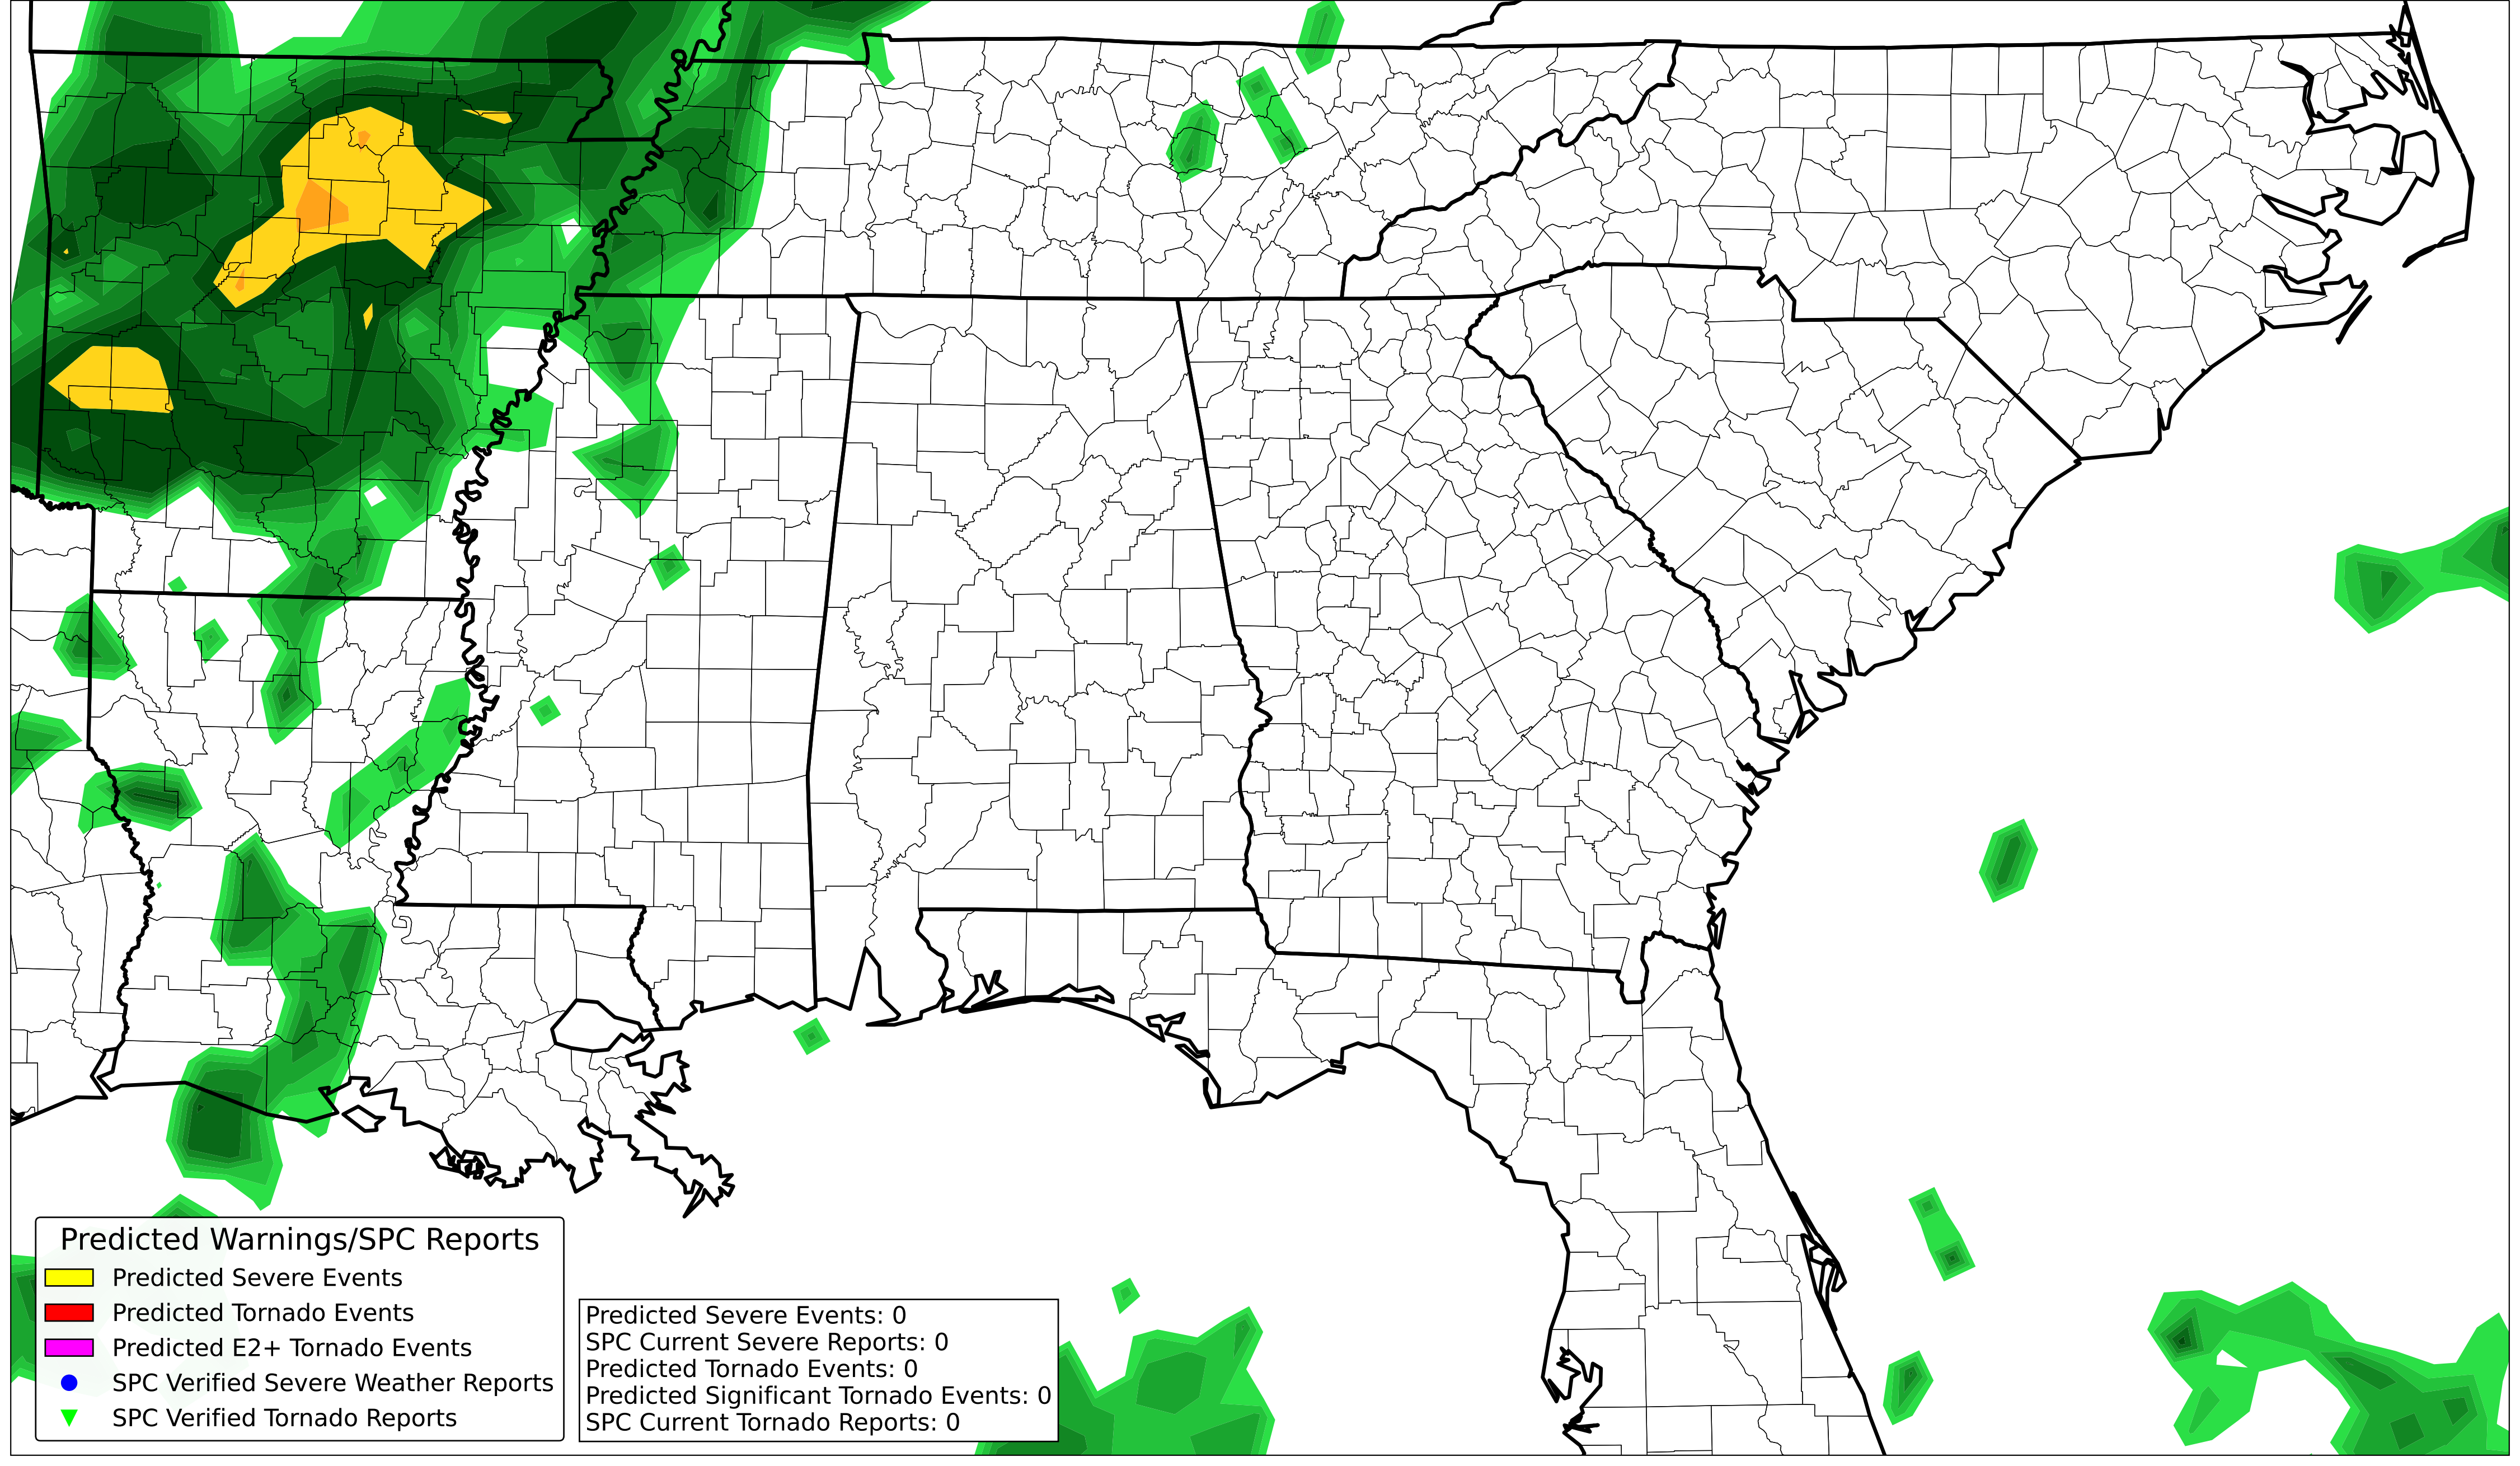 Predicted Warnings/SPC Reports
Predicted Severe Events
Predicted Tornado Events
Predicted E2+ Tornado Events
SPC Verified Severe Weather Reports
SPC Verified Tornado Reports
Predicted Severe Events: 0
SPC Current Severe Reports: 0
Predicted Tornado Events: 0
Predicted Significant Tornado Events: 0
SPC Current Tornado Reports: 0